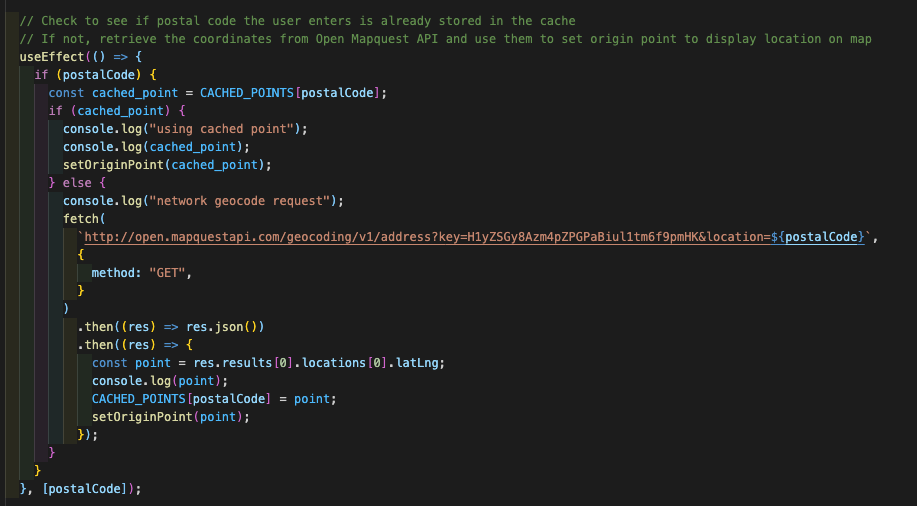 // Check to see if postal code the user enters is already stored in the cache
// If not, retrieve the coordinates from Open Mapquest API and use them to set origin point to display location on map
useEffect(() => {
  if (postalCode) {
    const cached_point = CACHED_POINTS[postalCode];
    if (cached_point) {
      console.log("using cached point");
      console.log(cached_point);
      setOriginPoint(cached_point);
    } else {
      console.log("network geocode request");
      fetch(
        `http://open.mapquestapi.com/geocoding/v1/address?key=H1yZSGy8Azm4pZPGPaBiul1tm6f9pmHK&location=${postalCode}`,
        {
          method: "GET",
        }
      )
        .then((res) => res.json())
        .then((res) => {
          const point = res.results[0].locations[0].latLng;
          console.log(point);
          CACHED_POINTS[postalCode] = point;
          setOriginPoint(point);
        });
    }
  }
}, [postalCode]);